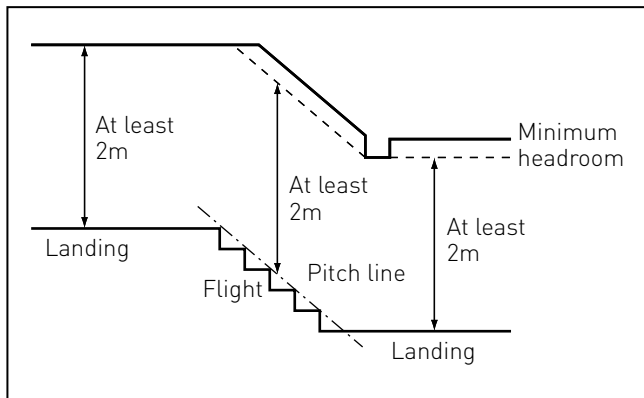 At least
2m
Landing
At least
2m
Flight
Pitch line
Minimum
headroom
At least
2m
Landing